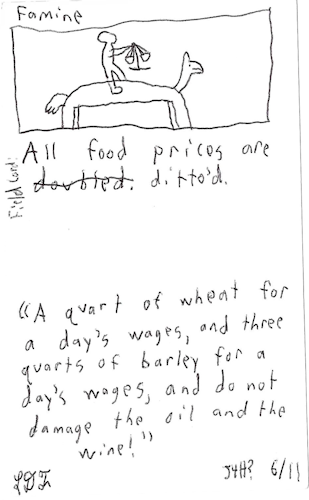 Famine
Field Card:
All food prices are
doubled. ditto'd.
"A quart of wheat for
a day's wages, and three
quarts of barley for a
day's wages, and do not
damage the oil and the
wine!"
J4H? 6/11